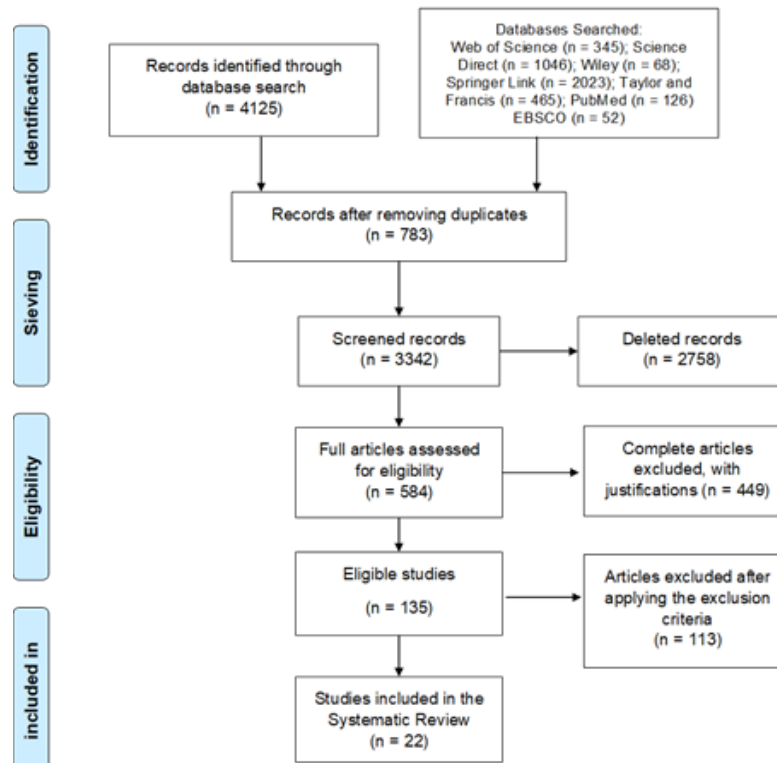 Identification
Records identified through
database search
(n = 4125)
Databases Searched:
Web of Science (n = 345); Science
Direct (n = 1046); Wiley (n = 68);
Springer Link (n = 2023); Taylor and
Francis (n = 465); PubMed (n = 126)
EBSCO (n = 52)
Records after removing duplicates
(n = 783)
Sieving
Screened records
(n = 3342)
Deleted records
(n = 2758)
Eligibility
Full articles assessed
for eligibility
(n = 584)
Complete articles
excluded, with
justifications (n = 449)
Eligible studies
(n = 135)
Articles excluded after
applying the exclusion
criteria
(n = 113)
included in
Studies included in the
Systematic Review
(n = 22)